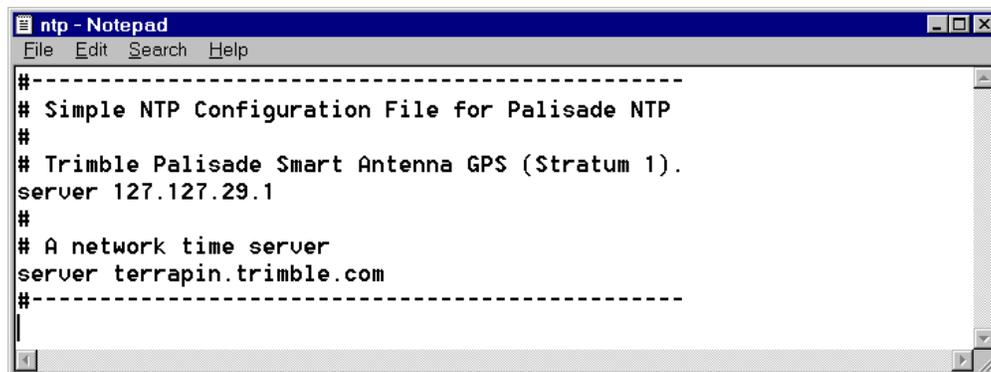 ntp - Notepad
File Edit Search Help
#------------------------------------------------
# Simple NTP Configuration File for Palisade NTP
#
# Trimble Palisade Smart Antenna GPS (Stratum 1).
server 127.127.29.1
#
# A network time server
server terrapin.trimble.com
#------------------------------------------------